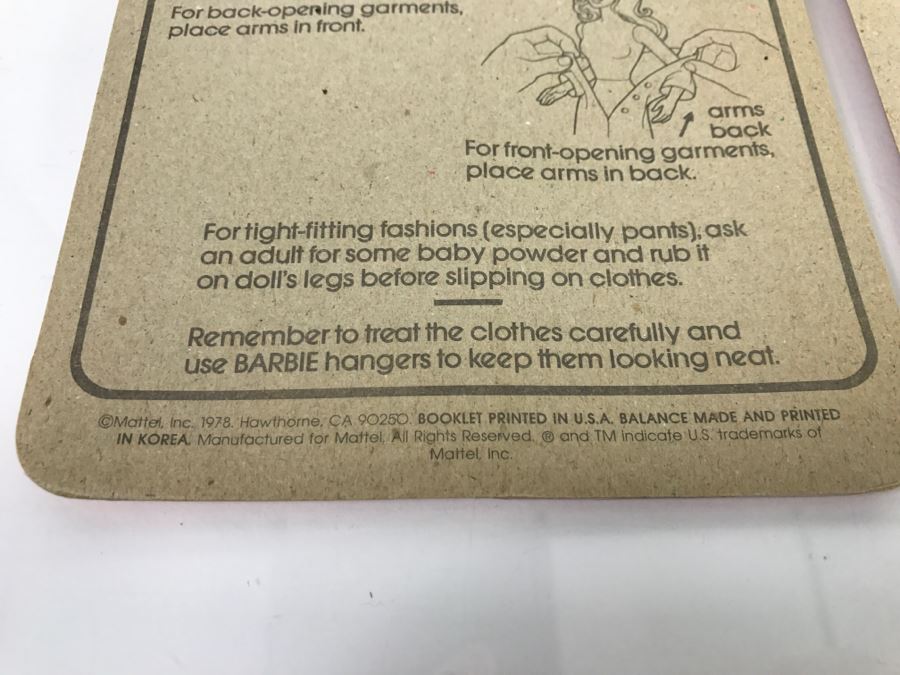 For back-opening garments,
place arms in front.
arms
back
For front-opening garments,
place arms in back.
For tight-fitting fashions (especially pants), ask
an adult for some baby powder and rub it
on doll's legs before slipping on clothes.
Remember to treat the clothes carefully and
use BARBIE hangers to keep them looking neat.
©Mattel, Inc. 1978. Hawthorne, CA 90250. BOOKLET PRINTED IN U.S.A. BALANCE MADE AND PRINTED
IN KOREA. Manufactured for Mattel. All Rights Reserved. ® and TM indicate U.S. trademarks of
Mattel, Inc.